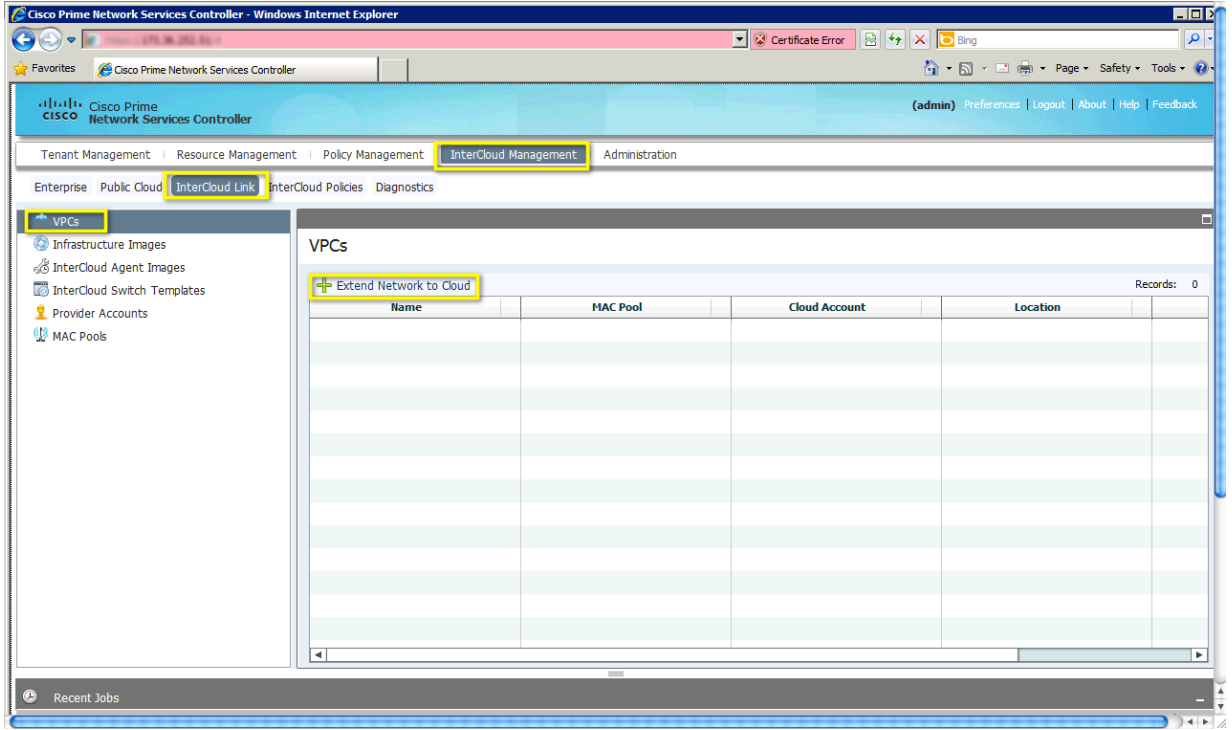 Cisco Prime Network Services Controller - Windows Internet Explorer
Certificate Error
Bing
Favorites Cisco Prime Network Services Controller
Page Safety Tools
cisco Cisco Prime
Network Services Controller
(admin) Preferences | Logout | About | Help | Feedback
Tenant Management | Resource Management | Policy Management InterCloud Management Administration
Enterprise Public Cloud InterCloud Link InterCloud Policies Diagnostics
VPCs
Infrastructure Images
InterCloud Agent Images
InterCloud Switch Templates
Provider Accounts
MAC Pools
VPCs
Extend Network to Cloud
Records: 0
Name MAC Pool Cloud Account Location
Recent Jobs